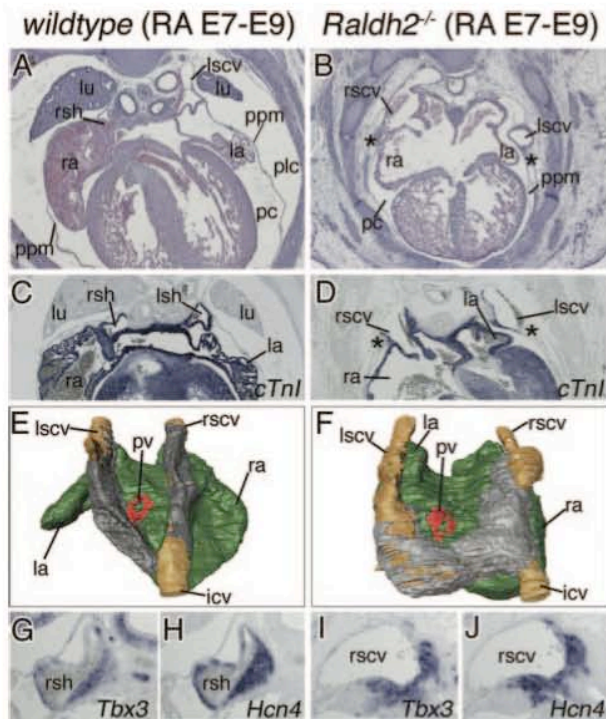 wildtype (RA E7-E9) Raldh2-/- (RA E7-E9)
A lscv B
lu lu rscv
rsh ppm lscv
ra la plc * *
ra la
ppm
pc pc
ppm
C D la
rsh lsh lscv
lu lu rscv
* *
la
ra cTnI ra cTnI
E rscv F rscv
lscv lscv la
pv pv
ra ra
la
icv icv
G H I J
rscv rscv
rsh rsh
Tbx3 Hcn4 Tbx3 Hcn4